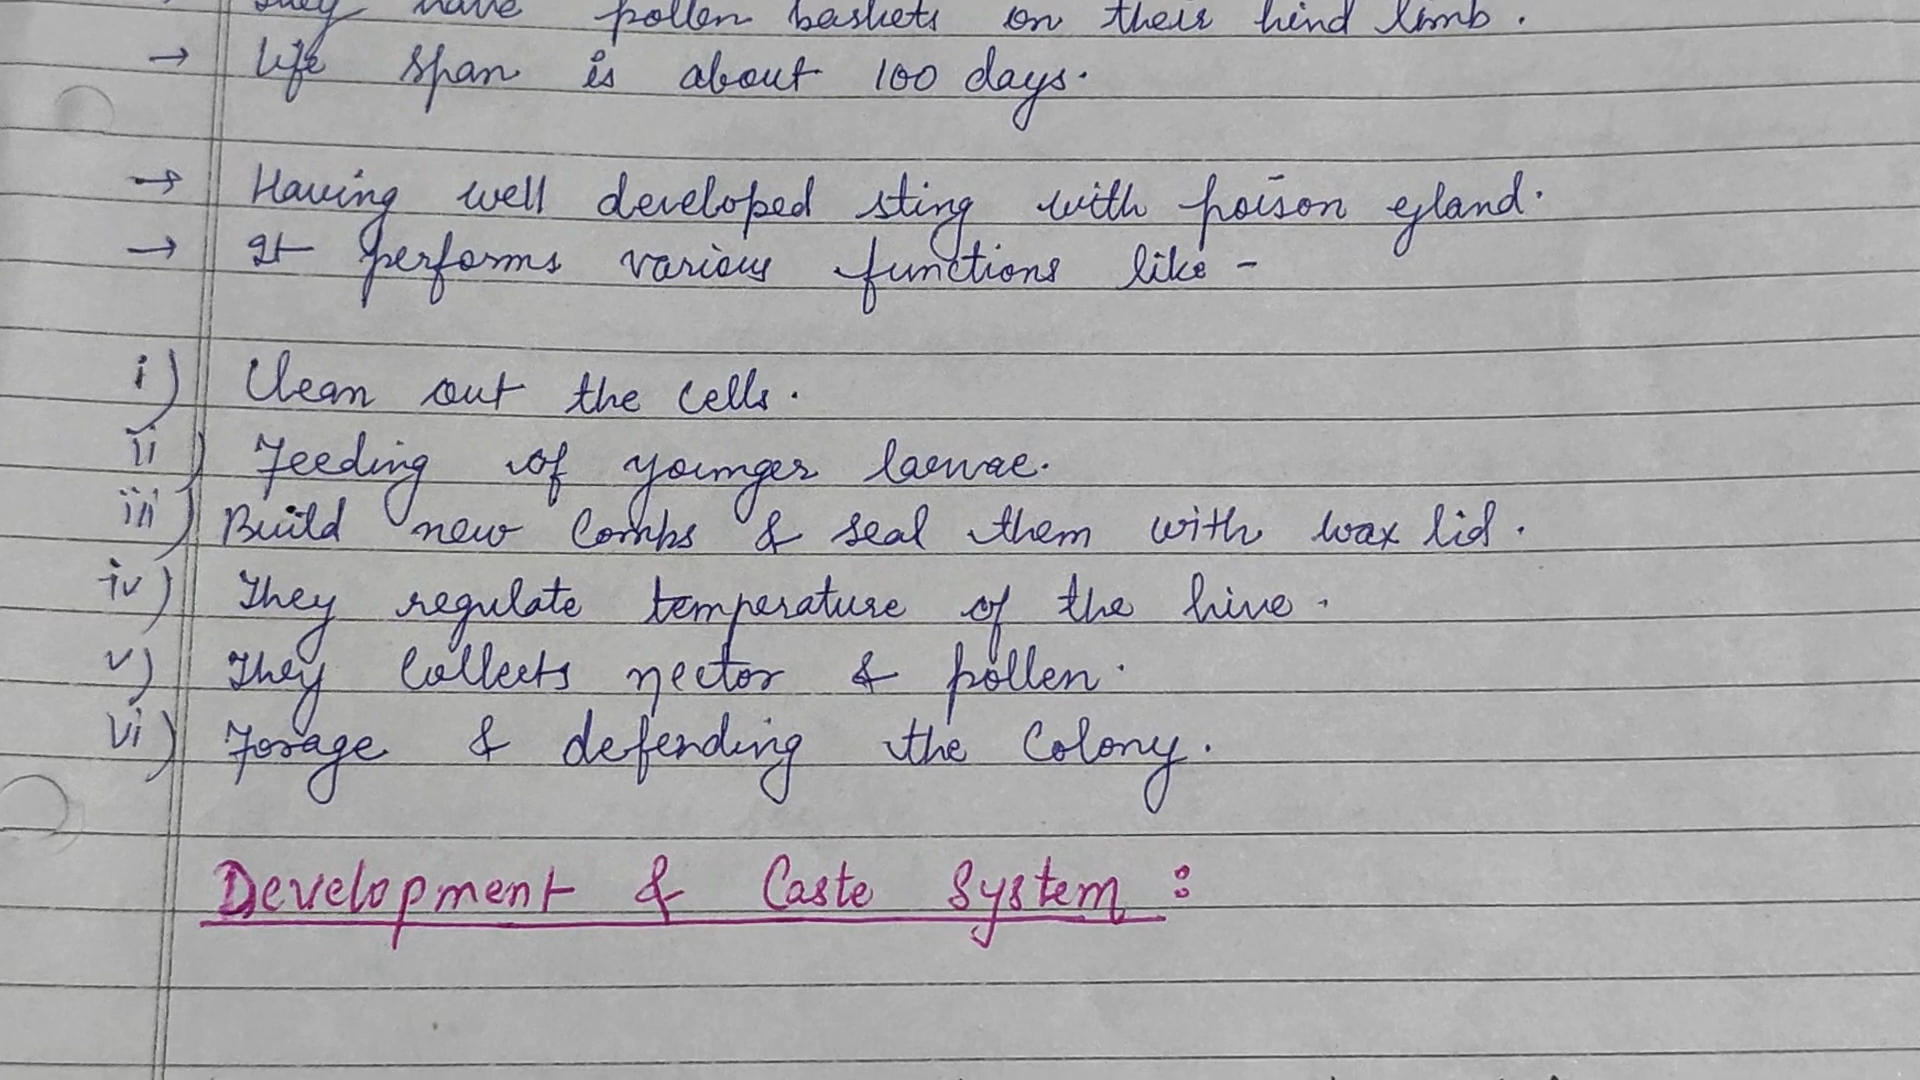 They have pollen baskets on their hind limb.
→ Life span is about 100 days.
→ Having well developed sting with poison gland.
→ It performs various functions like -
i) Clean out the cells.
ii) Feeding of younger larvae.
iii) Build new combs & seal them with wax lid.
iv) They regulate temperature of the hive.
v) They collects nector & pollen.
vi) Forage & defending the colony.
Development & Caste System :